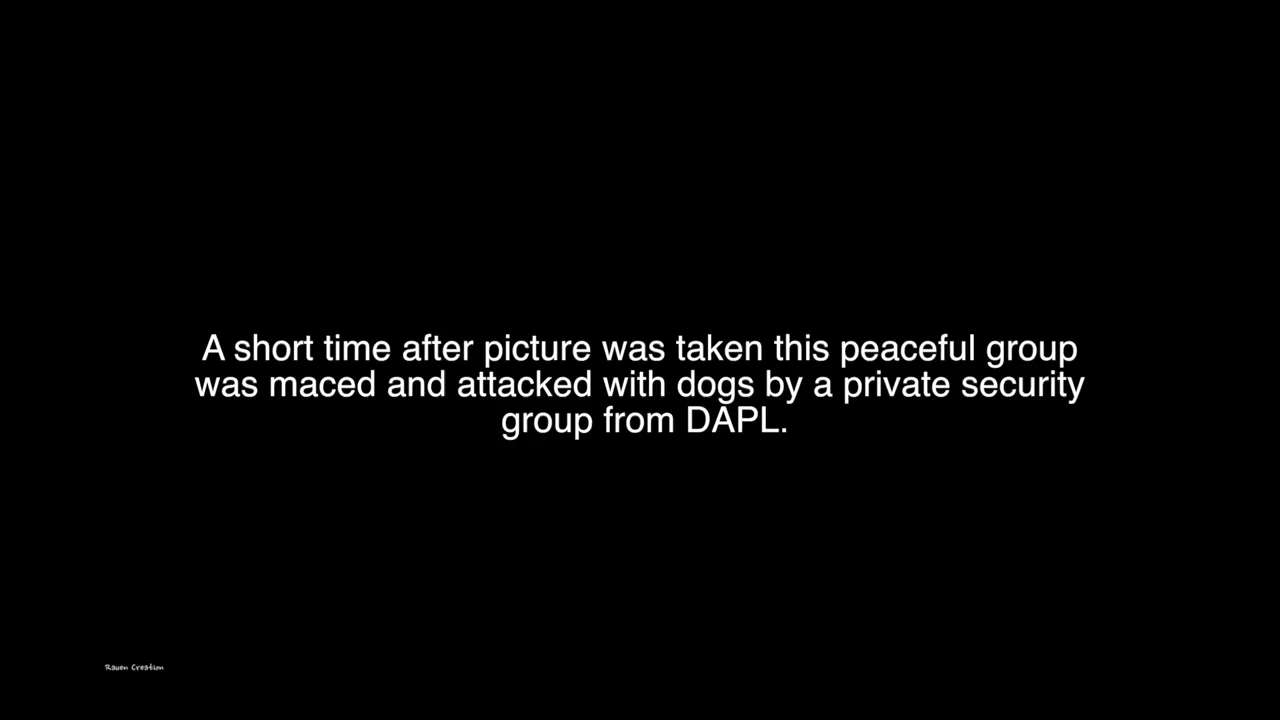 A short time after picture was taken this peaceful group
was maced and attacked with dogs by a private security
group from DAPL.
Rauen Creation